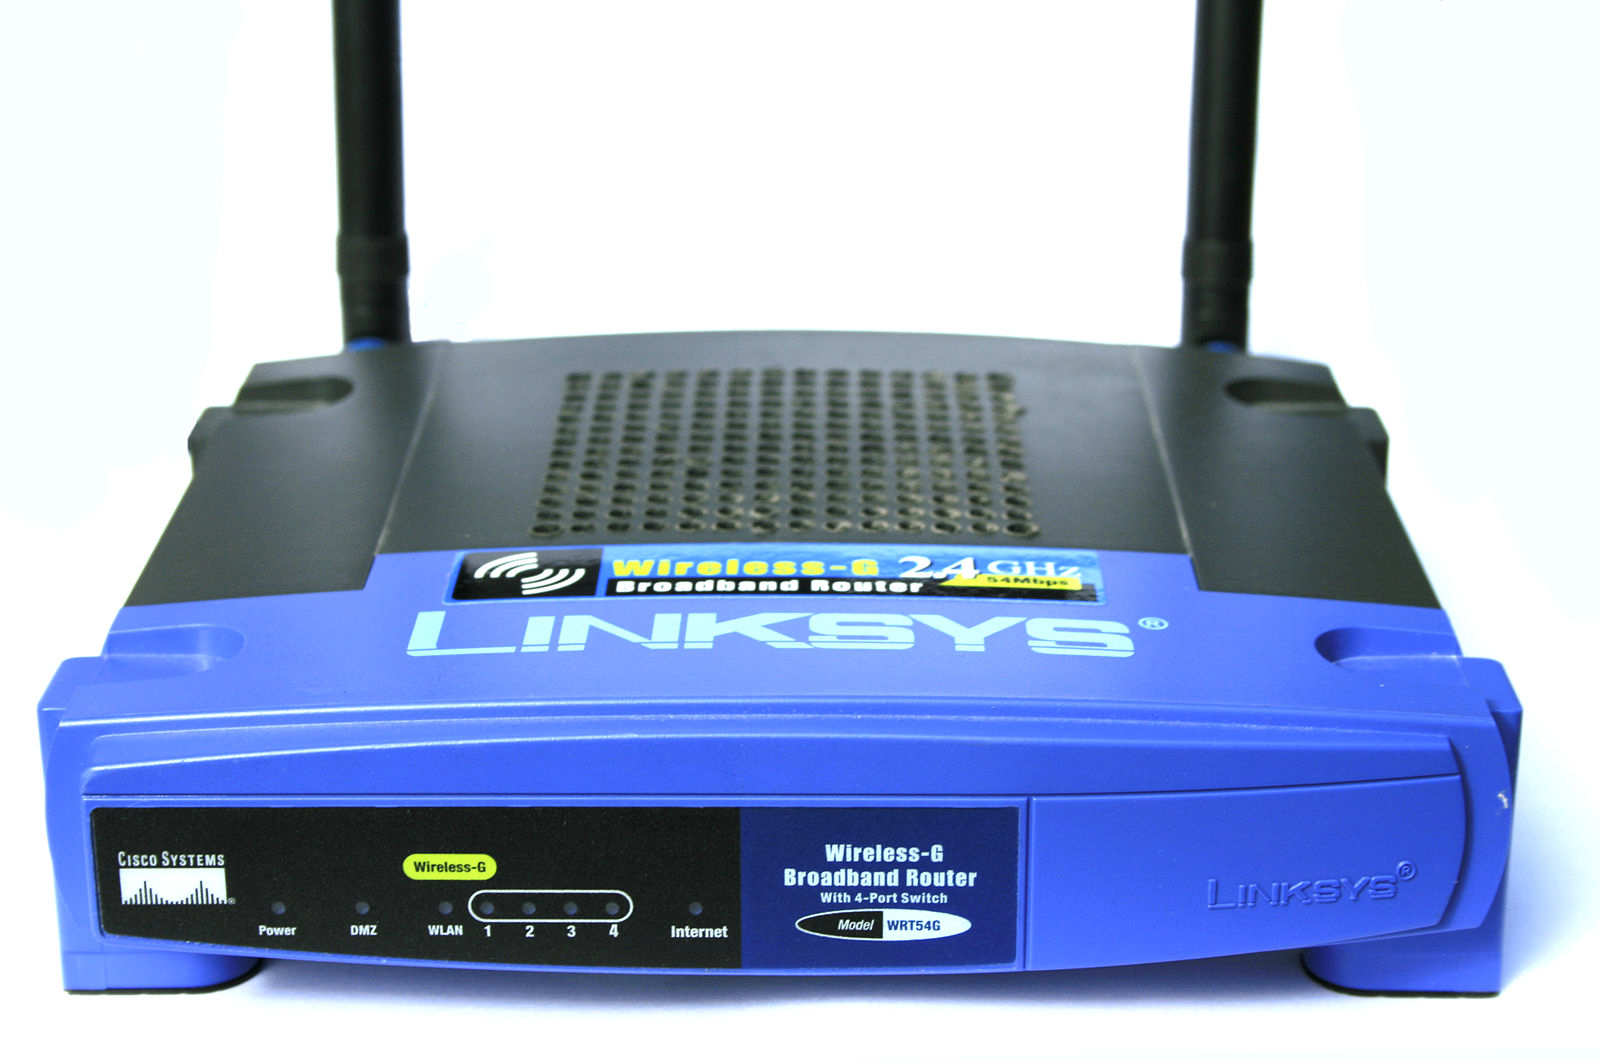 Wireless-G 2.4GHz
Broadband Router 54Mbps
LINKSYS®
CISCO SYSTEMS
®
Wireless-G
Power DMZ WLAN 1 2 3 4 Internet
Wireless-G
Broadband Router
With 4-Port Switch
Model WRT54G
LINKSYS®